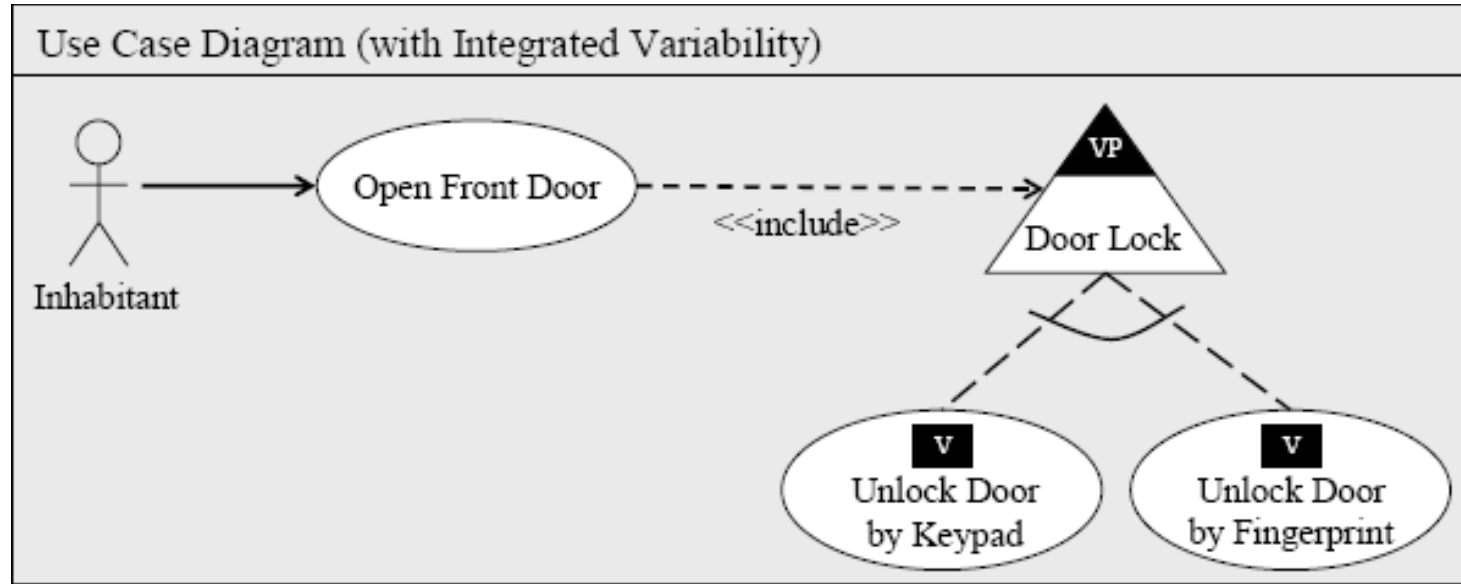 Use Case Diagram (with Integrated Variability)
VP
Open Front Door
<<include>>
Door Lock
Inhabitant
V
Unlock Door
by Keypad
V
Unlock Door
by Fingerprint